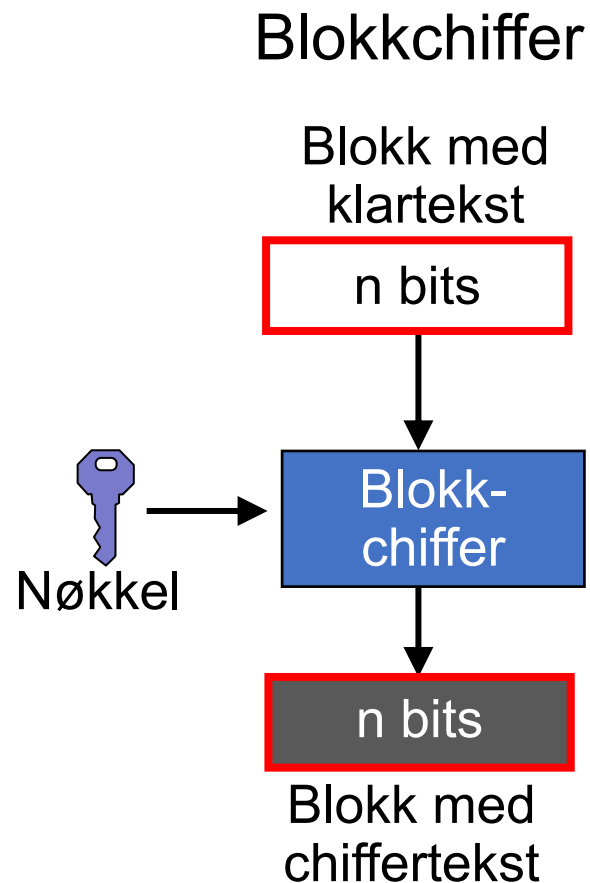 Blokkchiffer
Blokk med
klartekst
n bits
Blokk-
chiffer
Nøkkel
n bits
Blokk med
chiffertekst